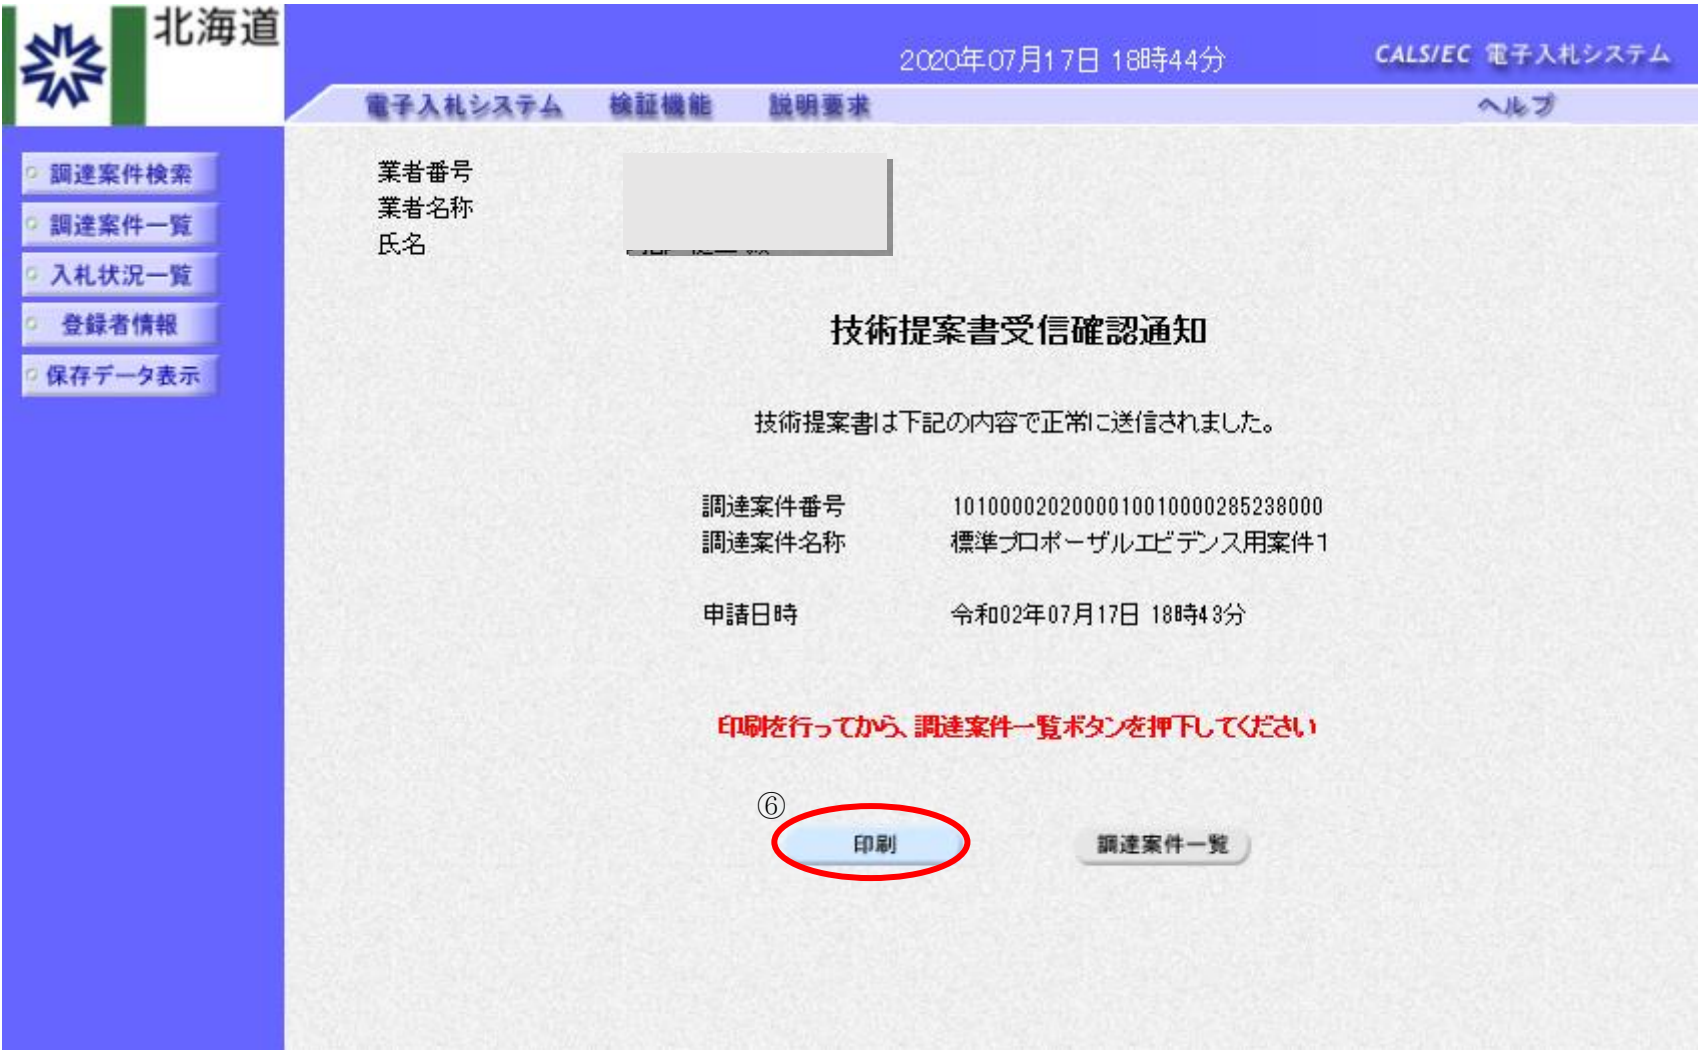 北海道
2020年07月17日 18時44分
CALS/EC 電子入札システム
電子入札システム 検証機能 説明要求 ヘルプ
調達案件検索
調達案件一覧
入札状況一覧
登録者情報
保存データ表示
業者番号
業者名称
氏名
技術提案書受信確認通知
技術提案書は下記の内容で正常に送信されました。
調達案件番号 1010000202000010010000285238000
調達案件名称 標準プロポーザルエビデンス用案件1
申請日時 令和02年07月17日 18時43分
印刷を行ってから、調達案件一覧ボタンを押下してください
⑥
印刷 調達案件一覧